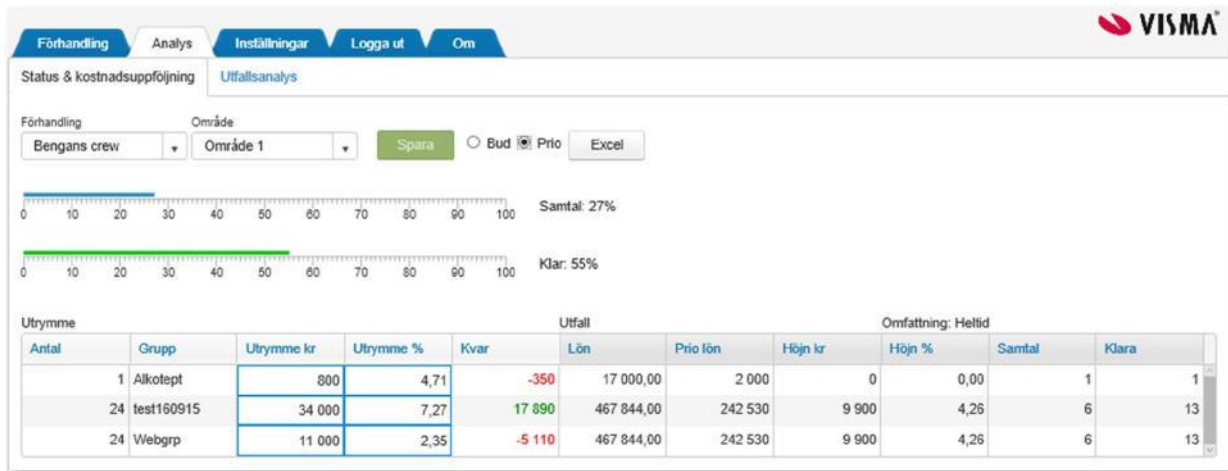 VISMA
Förhandling Analys Inställningar Logga ut Om
Status & kostnadsuppföljning Utfallsanalys
Förhandling Område
Bengans crew Område 1 Spara Bud Prio Excel
0 10 20 30 40 50 60 70 80 90 100 Samtal: 27%
0 10 20 30 40 50 60 70 80 90 100 Klar: 55%
Utrymme Utfall Omfattning: Heltid
Antal Grupp Utrymme kr Utrymme % Kvar Lön Prio lön Höjn kr Höjn % Samtal Klara
1 Alkotept 800 4,71 -350 17 000,00 2 000 0 0,00 1 1
24 test160915 34 000 7,27 17 890 467 844,00 242 530 9 900 4,26 6 13
24 Webgrp 11 000 2,35 -5 110 467 844,00 242 530 9 900 4,26 6 13